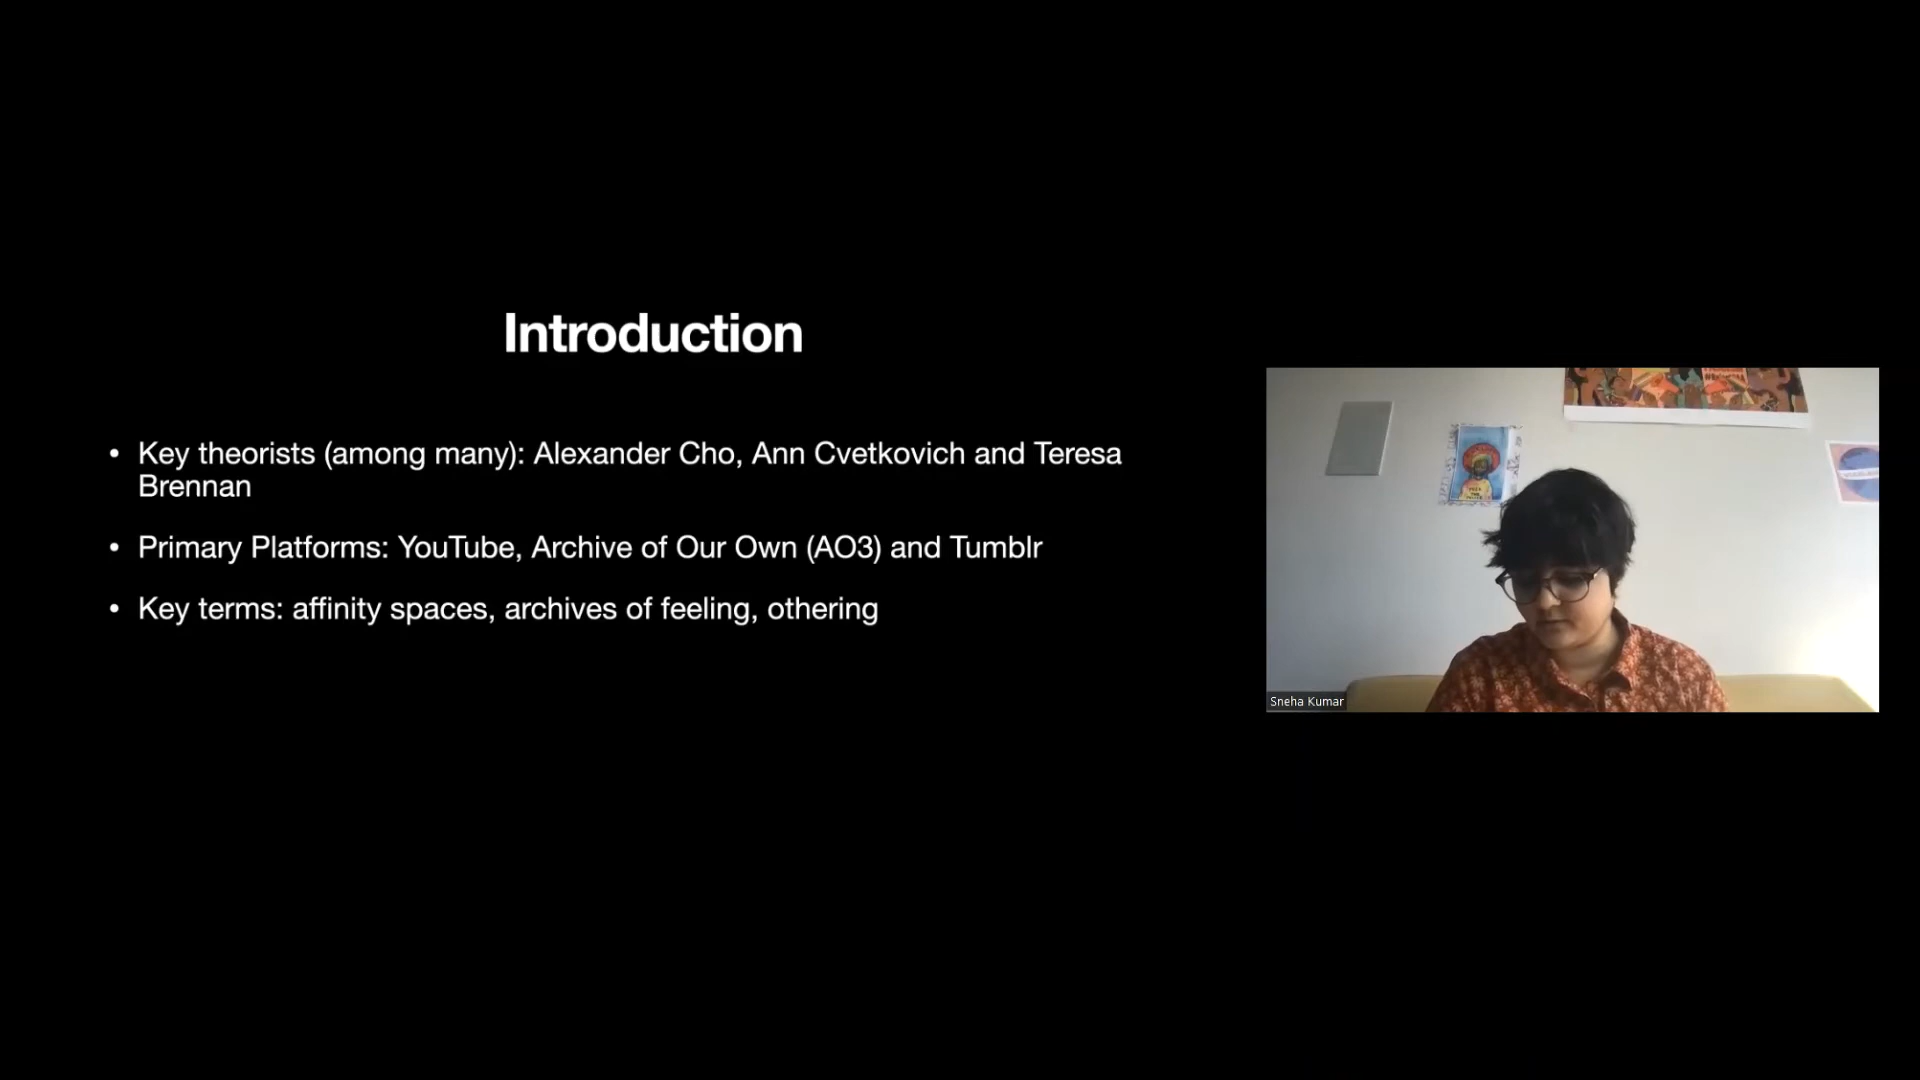 Introduction
• Key theorists (among many): Alexander Cho, Ann Cvetkovich and Teresa
Brennan
• Primary Platforms: YouTube, Archive of Our Own (AO3) and Tumblr
• Key terms: affinity spaces, archives of feeling, othering
Sneha Kumar